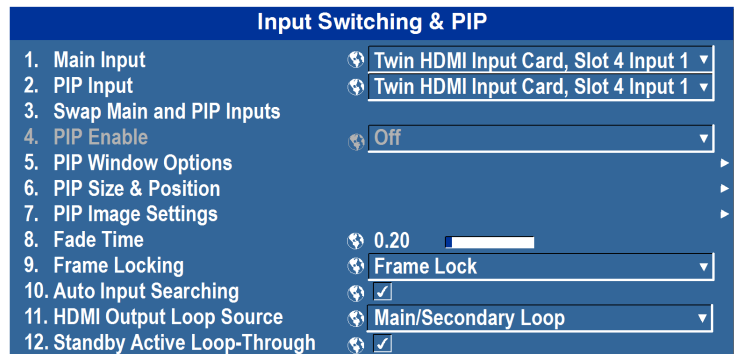 Input Switching & PIP
1. Main Input Twin HDMI Input Card, Slot 4 Input 1
2. PIP Input Twin HDMI Input Card, Slot 4 Input 1
3. Swap Main and PIP Inputs
4. PIP Enable Off
5. PIP Window Options
6. PIP Size & Position
7. PIP Image Settings
8. Fade Time 0.20
9. Frame Locking Frame Lock
10. Auto Input Searching
11. HDMI Output Loop Source Main/Secondary Loop
12. Standby Active Loop-Through